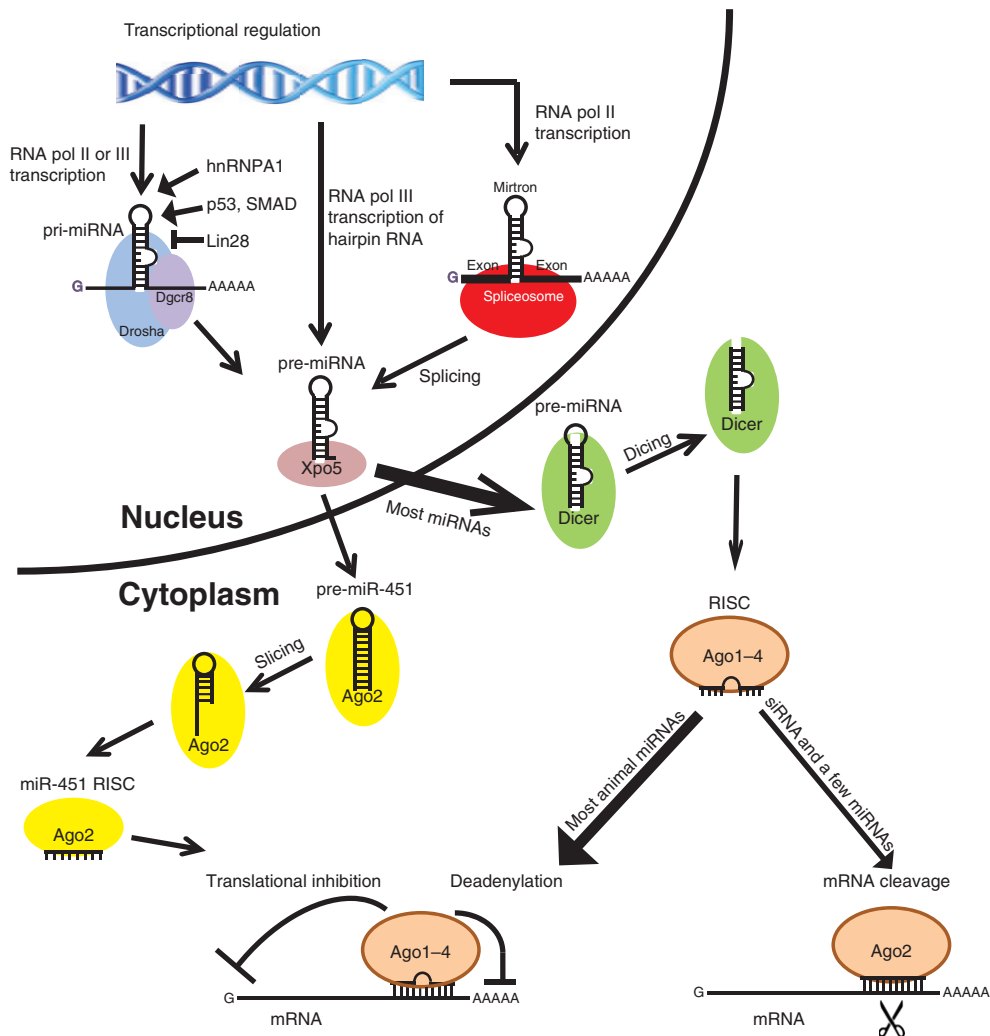 Transcriptional regulation
RNA pol II
transcription
RNA pol II or III
transcription
hnRNPA1
p53, SMAD
Lin28
pri-miRNA
G
AAAAA
Dgcr8
Drosha
RNA pol III
transcription of
hairpin RNA
Mirtron
G
Exon
Exon
AAAAA
Spliceosome
Splicing
pre-miRNA
Xpo5
Nucleus
Most miRNAs
pre-miRNA
Dicer
Dicing
Dicer
Cytoplasm
pre-miR-451
Ago2
Slicing
Ago2
miR-451 RISC
Ago2
RISC
Ago1–4
Most animal miRNAs
siRNA and a few miRNAs
Translational inhibition
Deadenylation
Ago1–4
G
AAAAA
mRNA
mRNA cleavage
Ago2
G
AAAAA
mRNA